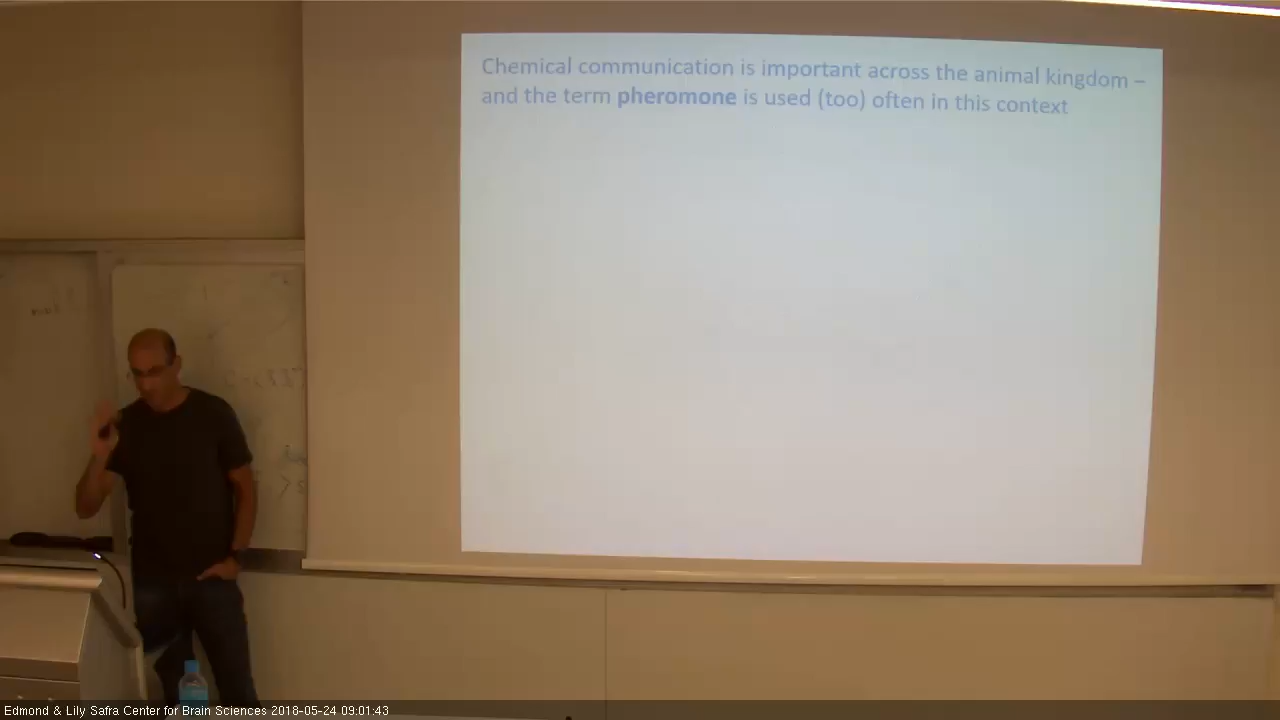 Chemical communication is important across the animal kingdom –
and the term pheromone is used (too) often in this context
Edmond & Lily Safra Center for Brain Sciences 2018-05-24 09:01:43